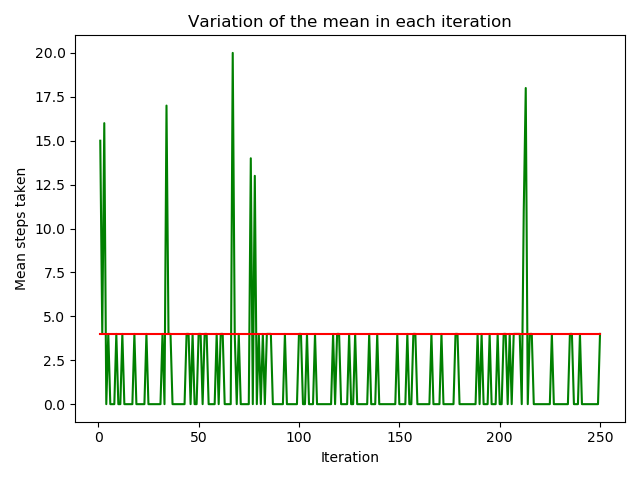 Variation of the mean in each iteration
20.0
17.5
15.0
12.5
10.0
7.5
5.0
2.5
0.0
Mean steps taken
0 50 100 150 200 250
Iteration